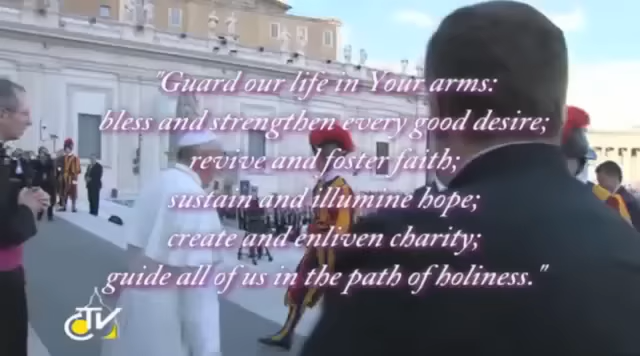 "Guard our life in Your arms:
bless and strengthen every good desire;
revive and foster faith;
sustain and illumine hope;
create and enliven charity;
guide all of us in the path of holiness."
CTV